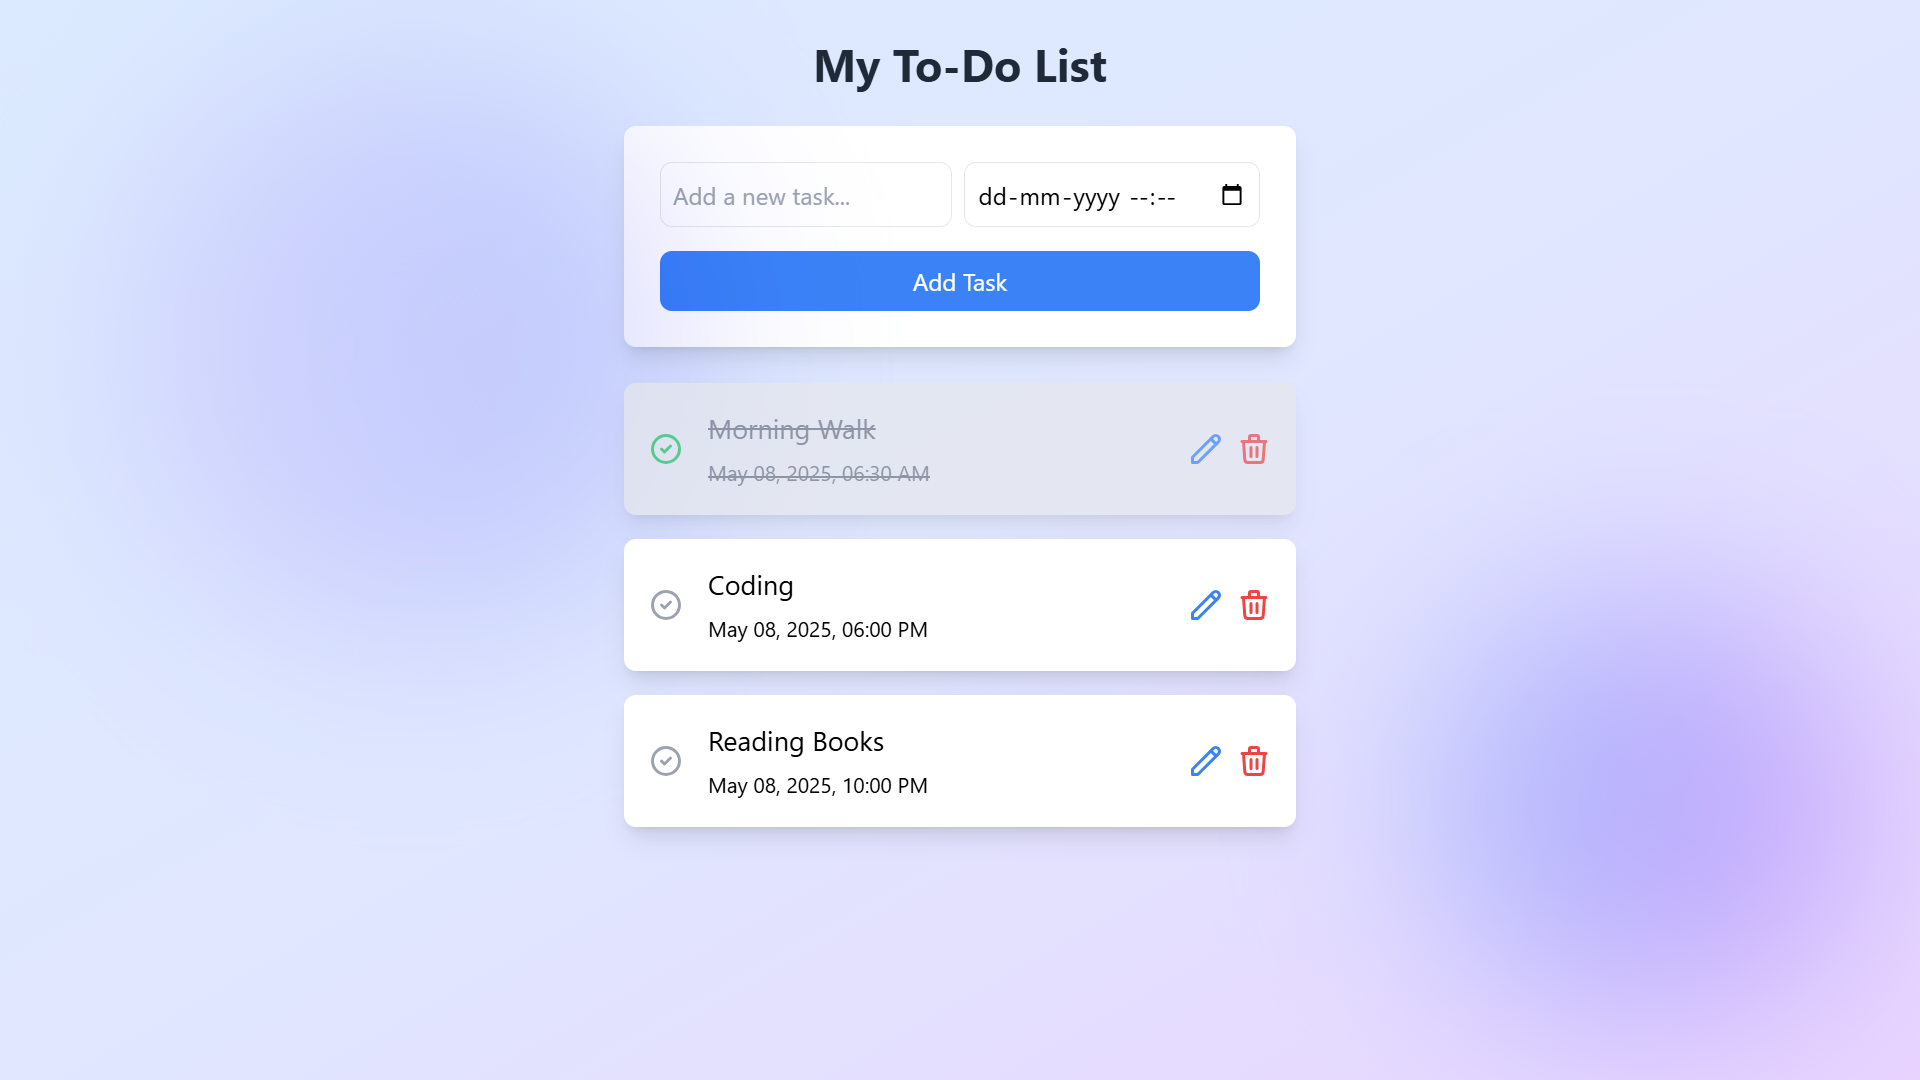 My To-Do List
Add a new task...
dd-mm-yyyy --:--
Add Task
Morning Walk
May 08, 2025, 06:30 AM
Coding
May 08, 2025, 06:00 PM
Reading Books
May 08, 2025, 10:00 PM